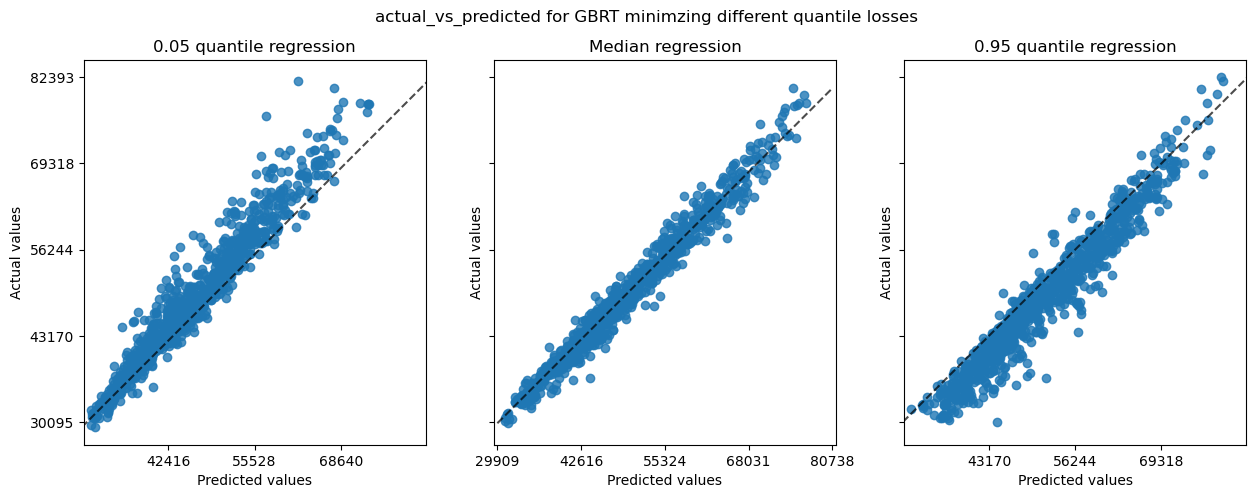 actual_vs_predicted for GBRT minimzing different quantile losses
0.05 quantile regression
Median regression
0.95 quantile regression
Actual values
82393
69318
56244
43170
30095
42416 55528 68640
Predicted values
Actual values
29909 42616 55324 68031 80738
Predicted values
Actual values
43170 56244 69318
Predicted values